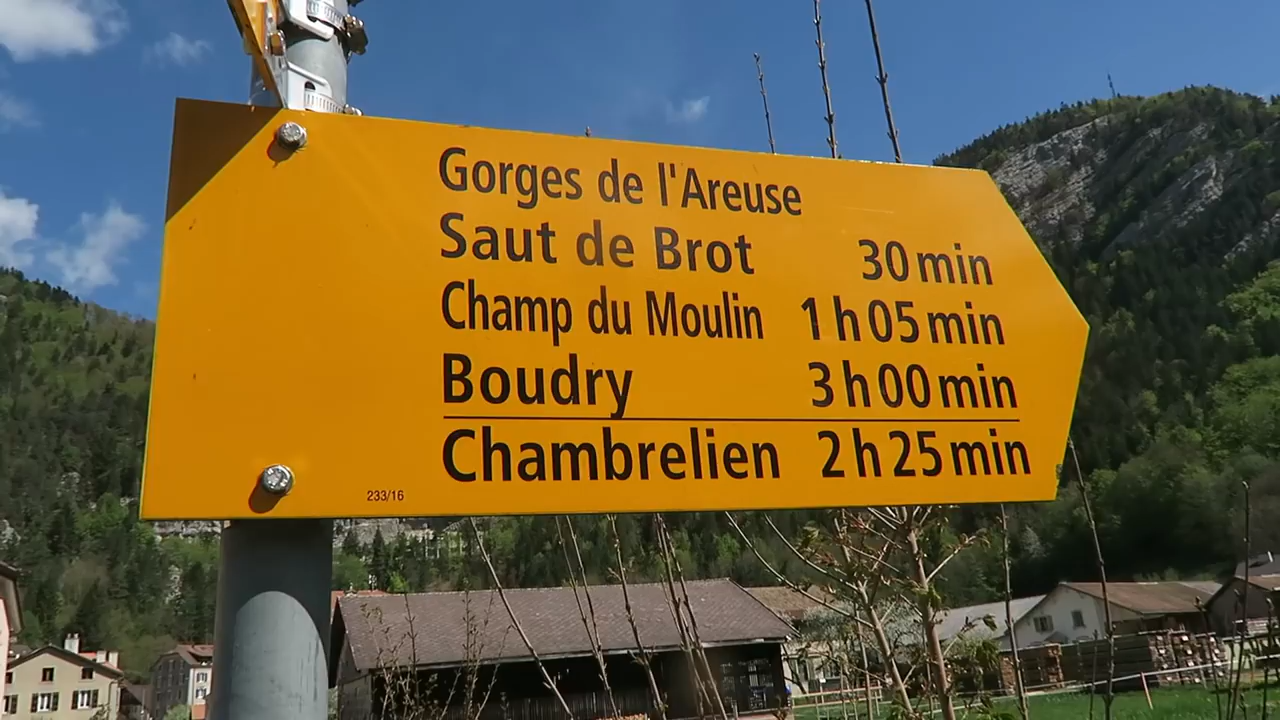 Gorges de l'Areuse
Saut de Brot 30 min
Champ du Moulin 1 h 05 min
Boudry 3 h 00 min
Chambrelien 2 h 25 min
233/16